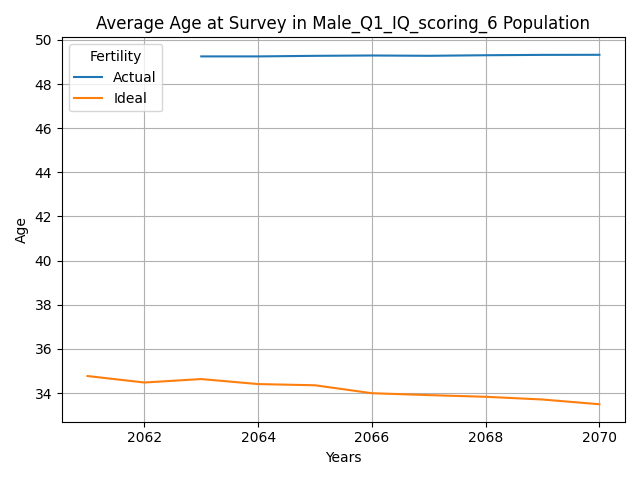 Average Age at Survey in Male_Q1_IQ_scoring_6 Population
Fertility
Actual
Ideal
50
48
46
44
42
40
38
36
34
Age
2062 2064 2066 2068 2070
Years